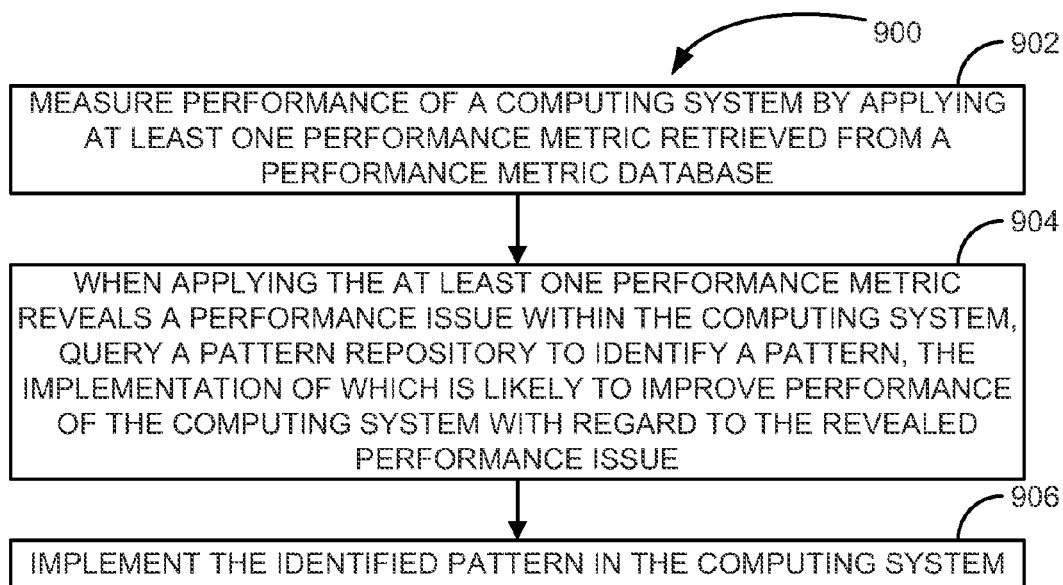 900
902
MEASURE PERFORMANCE OF A COMPUTING SYSTEM BY APPLYING
AT LEAST ONE PERFORMANCE METRIC RETRIEVED FROM A
PERFORMANCE METRIC DATABASE
904
WHEN APPLYING THE AT LEAST ONE PERFORMANCE METRIC
REVEALS A PERFORMANCE ISSUE WITHIN THE COMPUTING SYSTEM,
QUERY A PATTERN REPOSITORY TO IDENTIFY A PATTERN, THE
IMPLEMENTATION OF WHICH IS LIKELY TO IMPROVE PERFORMANCE
OF THE COMPUTING SYSTEM WITH REGARD TO THE REVEALED
PERFORMANCE ISSUE
906
IMPLEMENT THE IDENTIFIED PATTERN IN THE COMPUTING SYSTEM